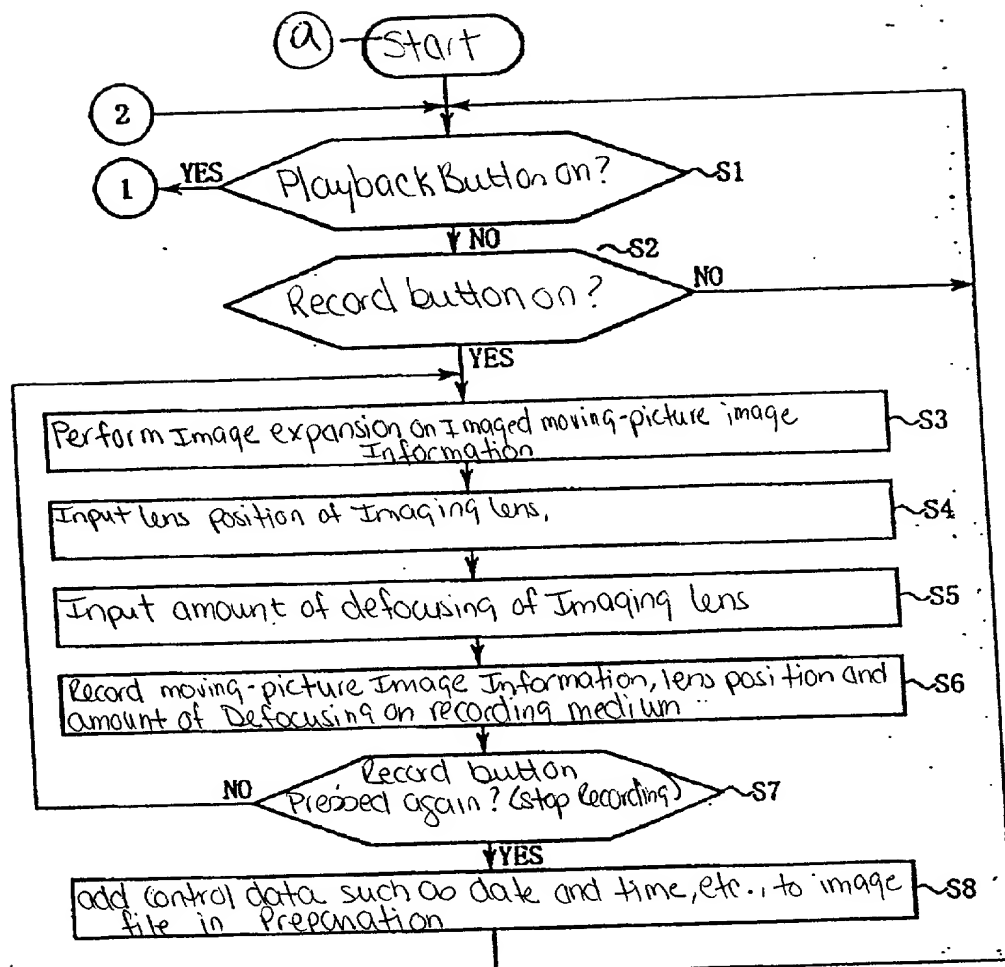 a
Start
2
1
YES
PlaybackButton on?
S1
NO
S2
Record button on?
NO
YES
Perform Image expansion on Imaged moving-picture image
Information
S3
Input lens position of Imaging lens,
S4
Input amount of defocusing of Imaging lens
S5
Record moving-picture Image Information, lens position and
amount of Defocusing on recording medium
S6
NO
Record button
Pressed again? (stop Recording)
S7
YES
add control data such as date and time, etc., to image
file in Preparation
S8